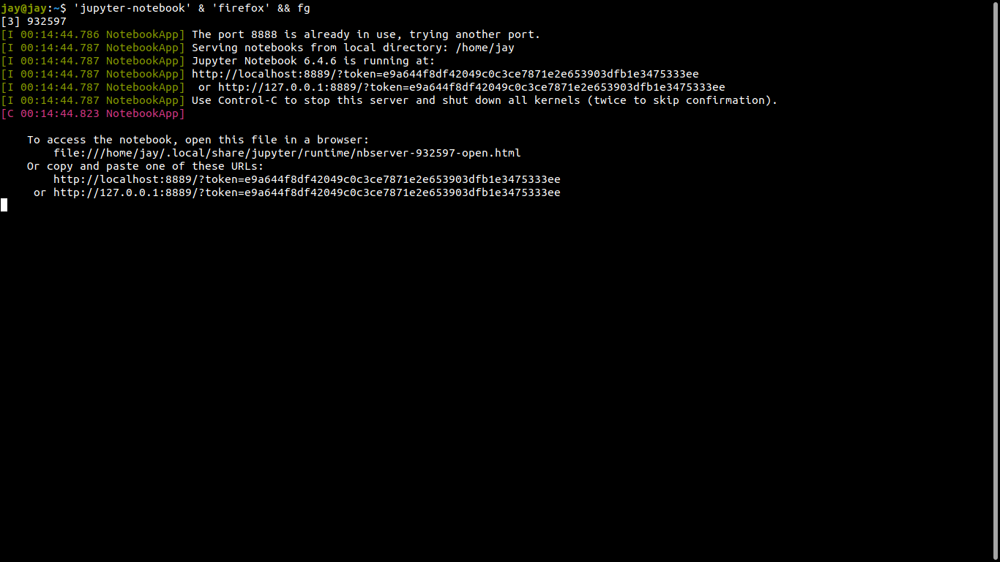 jay@jay:~$ 'jupyter-notebook' & 'firefox' && fg
[3] 932597
[I 00:14:44.786 NotebookApp] The port 8888 is already in use, trying another port.
[I 00:14:44.787 NotebookApp] Serving notebooks from local directory: /home/jay
[I 00:14:44.787 NotebookApp] Jupyter Notebook 6.4.6 is running at:
[I 00:14:44.787 NotebookApp] http://localhost:8889/?token=e9a644f8df42049c0c3ce7871e2e653903dfb1e3475333ee
[I 00:14:44.787 NotebookApp]  or http://127.0.0.1:8889/?token=e9a644f8df42049c0c3ce7871e2e653903dfb1e3475333ee
[I 00:14:44.787 NotebookApp] Use Control-C to stop this server and shut down all kernels (twice to skip confirmation).
[C 00:14:44.823 NotebookApp]
    To access the notebook, open this file in a browser:
        file:///home/jay/.local/share/jupyter/runtime/nbserver-932597-open.html
    Or copy and paste one of these URLs:
        http://localhost:8889/?token=e9a644f8df42049c0c3ce7871e2e653903dfb1e3475333ee
     or http://127.0.0.1:8889/?token=e9a644f8df42049c0c3ce7871e2e653903dfb1e3475333ee